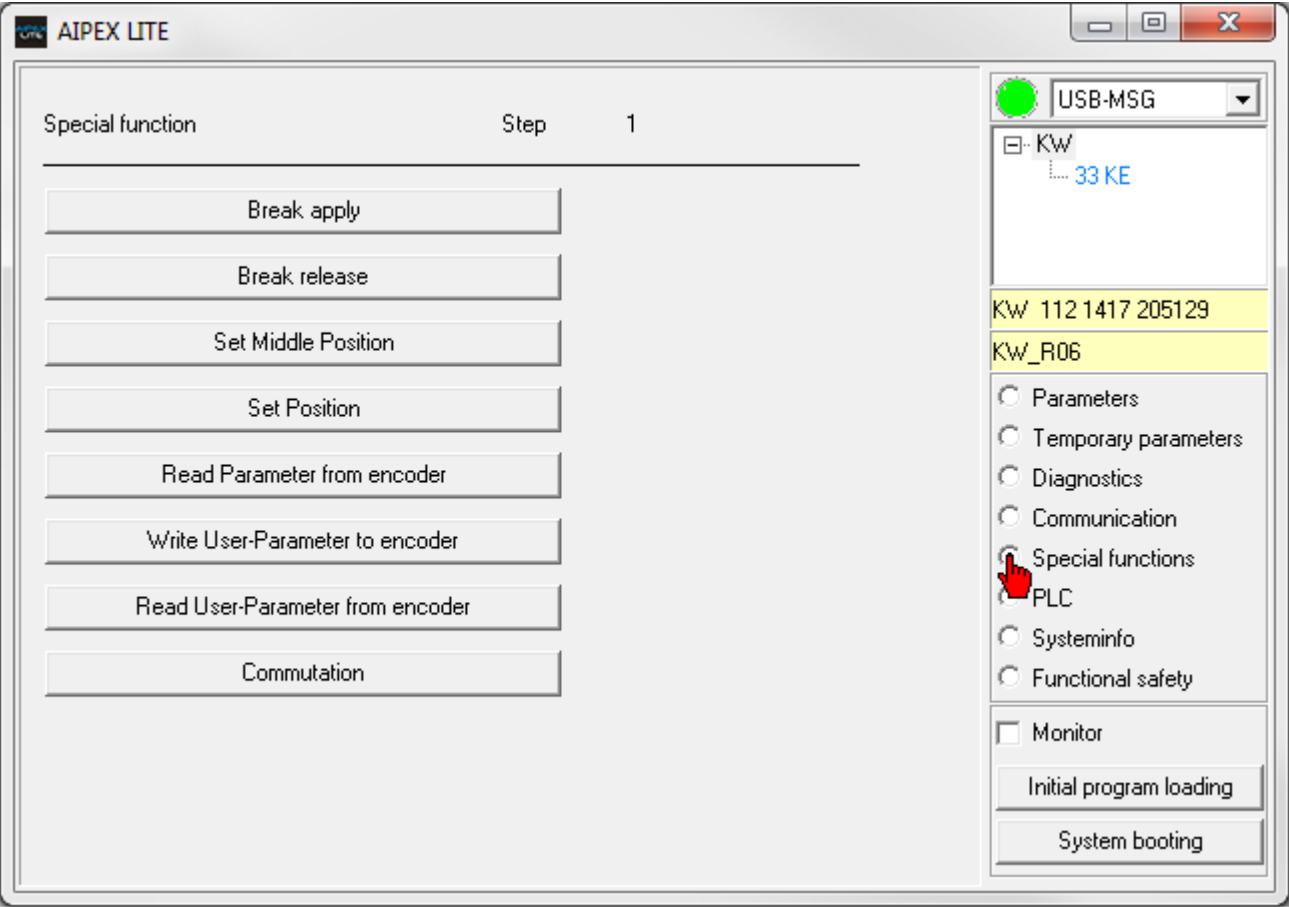 AIPEX LITE
Special function Step 1
Break apply
Break release
Set Middle Position
Set Position
Read Parameter from encoder
Write User-Parameter to encoder
Read User-Parameter from encoder
Commutation
USB-MSG
KW
33 KE
KW 112 1417 205129
KW_R06
Parameters
Temporary parameters
Diagnostics
Communication
Special functions
PLC
Systeminfo
Functional safety
Monitor
Initial program loading
System booting